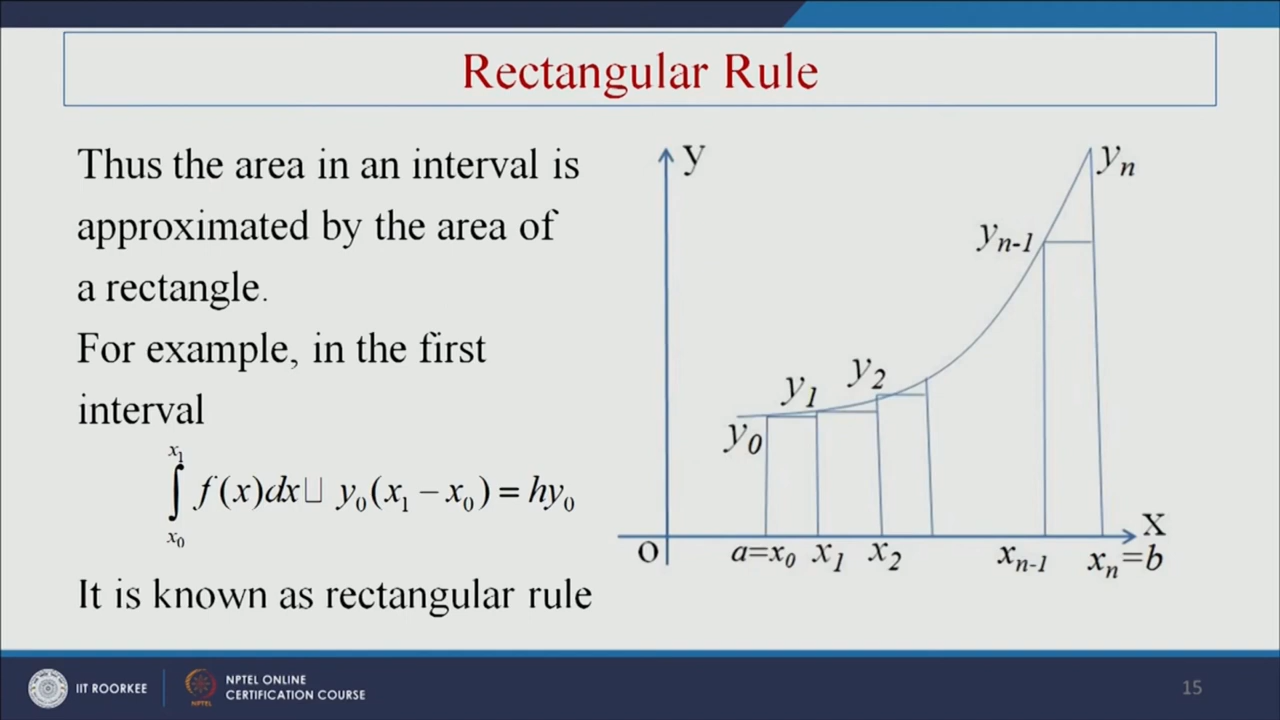 Rectangular Rule
Thus the area in an interval is
approximated by the area of
a rectangle.
For example, in the first
interval
∫_{x₀}^{x₁} f(x)dx□ y₀(x₁ − x₀) = hy₀
It is known as rectangular rule
y
yₙ
yₙ₋₁
y₂
y₁
y₀
x
o
a=x₀ x₁ x₂ xₙ₋₁ xₙ=b
IIT ROORKEE
NPTEL
NPTEL ONLINE
CERTIFICATION COURSE
15